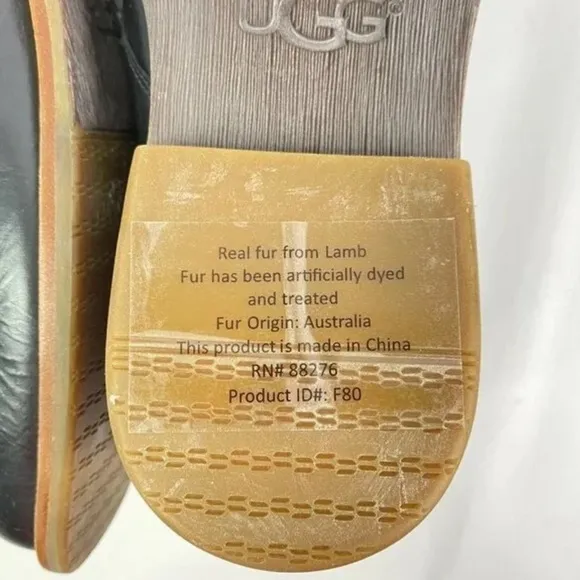 UGG®
Real fur from Lamb
Fur has been artificially dyed
and treated
Fur Origin: Australia
This product is made in China
RN# 88276
Product ID#: F80